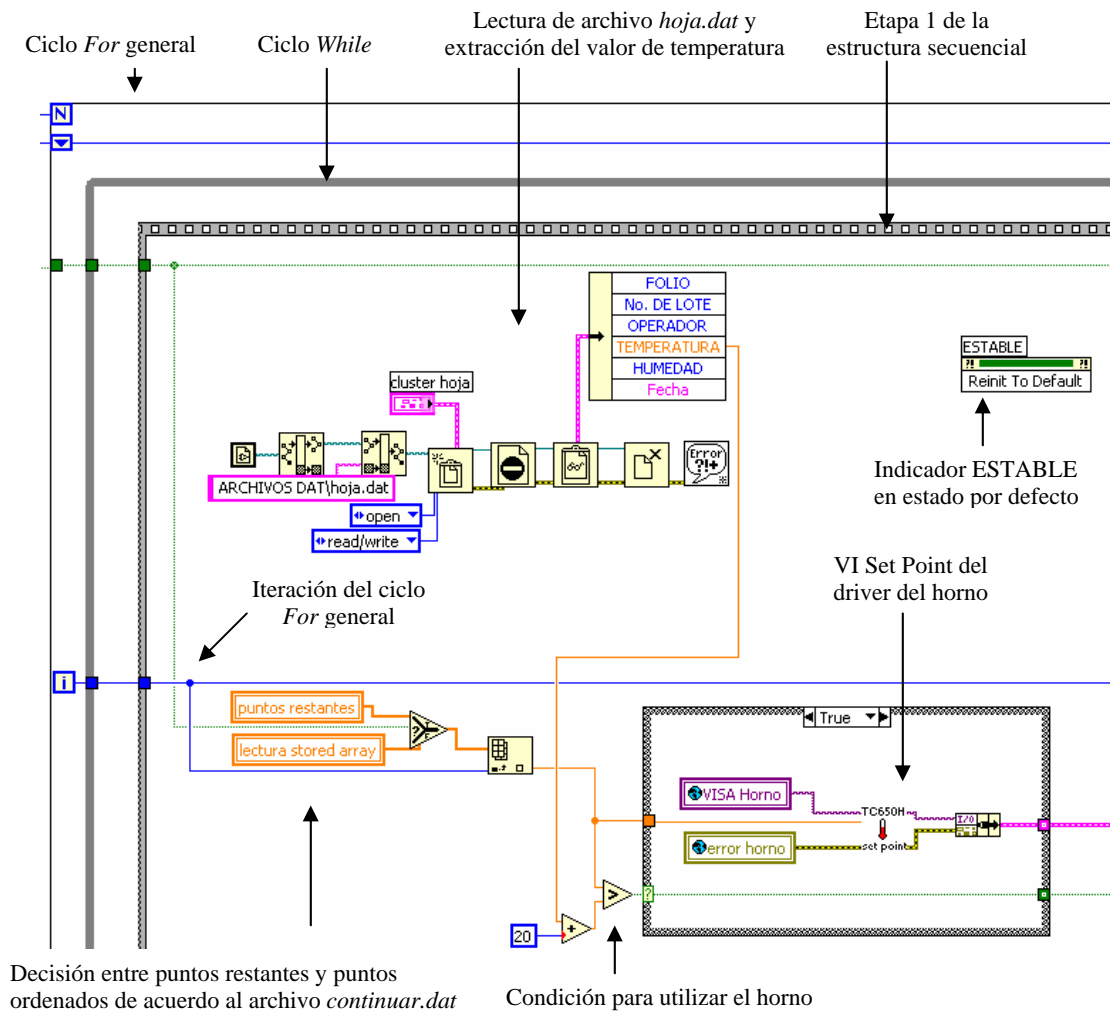 Lectura de archivo hoja.dat y
extracción del valor de temperatura
Etapa 1 de la
estructura secuencial
Ciclo For general
Ciclo While
N
FOLIO
No. DE LOTE
OPERADOR
TEMPERATURA
HUMEDAD
Fecha
ESTABLE
?! ?!
Reinit To Default
cluster hoja
Error
?!+
ARCHIVOS DAT\hoja.dat
open
read/write
Indicador ESTABLE
en estado por defecto
Iteración del ciclo
For general
VI Set Point del
driver del horno
i
puntos restantes
? T F
lectura stored array
True
VISA Horno
TC650H
set point
I/O
error horno
>
?
+
20
Decisión entre puntos restantes y puntos
ordenados de acuerdo al archivo continuar.dat
Condición para utilizar el horno